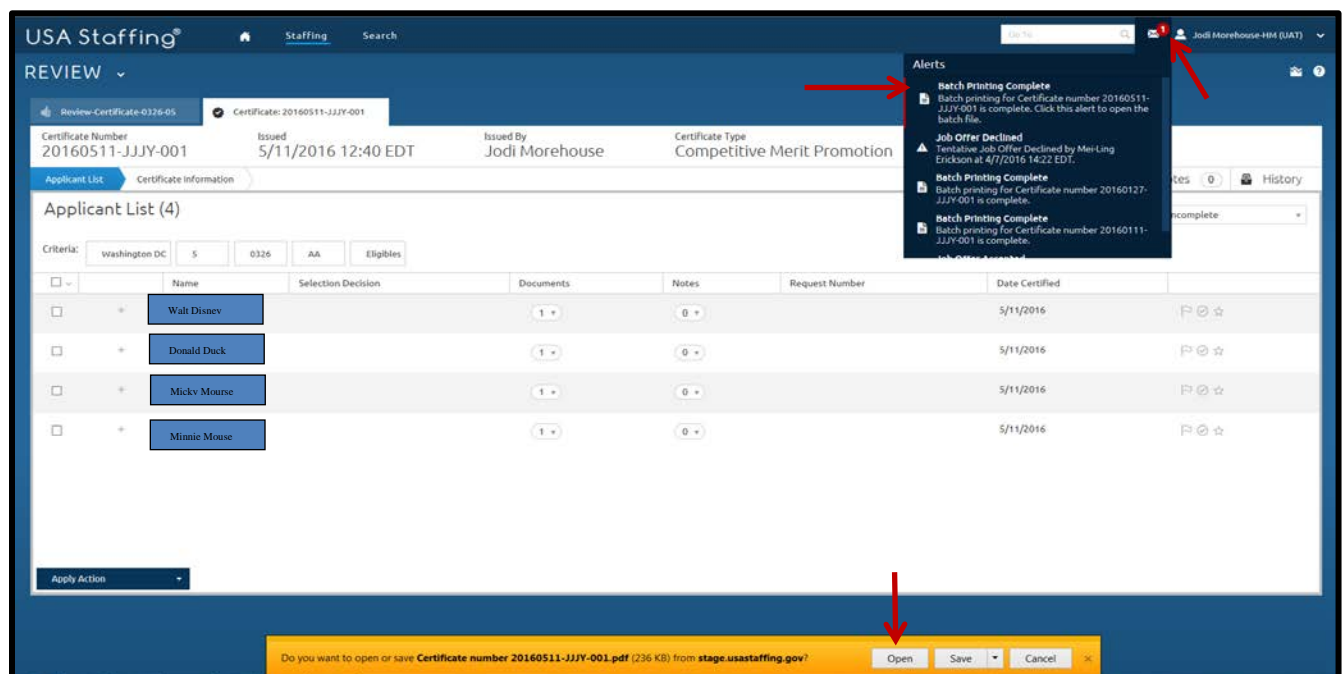 USA Staffing®
Staffing
Search
Go To
1
Jodi Morehouse-HM (UAT)
REVIEW
Alerts
Batch Printing Complete
Batch printing for Certificate number 20160511-
JJJY-001 is complete. Click this alert to open the
batch file.
Job Offer Declined
Tentative Job Offer Declined by Mei-Ling
Erickson at 4/7/2016 14:22 EDT.
Batch Printing Complete
Batch printing for Certificate number 20160127-
JJJY-001 is complete.
Batch Printing Complete
Batch printing for Certificate number 20160111-
JJJY-001 is complete.
Job Offer Accepted
Review-Certificate-0326-05
Certificate: 20160511-JJJY-001
Certificate Number
Issued
Issued By
Certificate Type
20160511-JJJY-001
5/11/2016 12:40 EDT
Jodi Morehouse
Competitive Merit Promotion
Applicant List
Certificate Information
tes 0
History
Applicant List (4)
ncomplete
Criteria:
Washington DC
5
0326
AA
Eligibles
Name
Selection Decision
Documents
Notes
Request Number
Date Certified
+ Walt Disney 1 0 5/11/2016
+ Donald Duck 1 0 5/11/2016
+ Micky Mourse 1 0 5/11/2016
+ Minnie Mouse 1 0 5/11/2016
Apply Action
Do you want to open or save Certificate number 20160511-JJJY-001.pdf (236 KB) from stage.usastaffing.gov?
Open
Save
Cancel
×